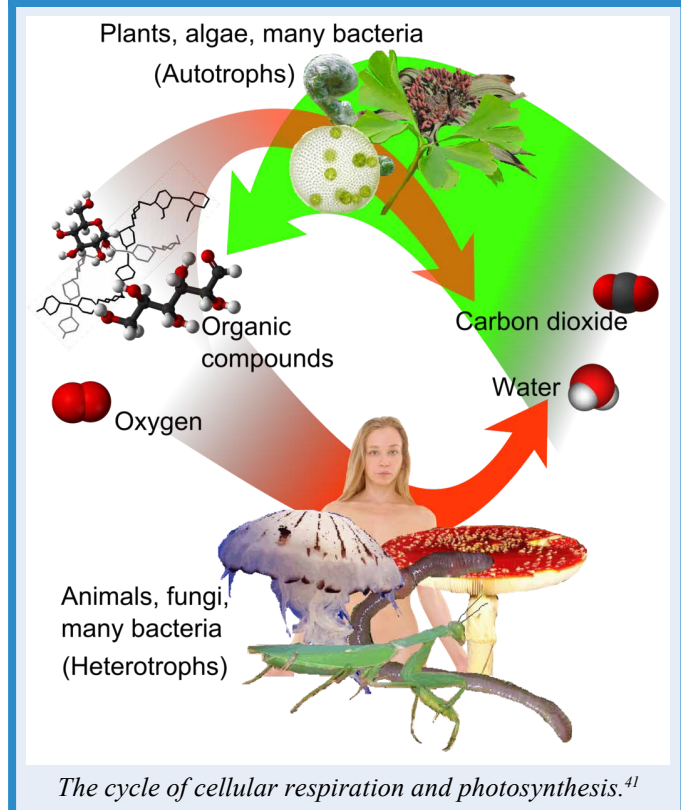 Plants, algae, many bacteria
(Autotrophs)
Organic
compounds
Carbon dioxide
Water
Oxygen
Animals, fungi,
many bacteria
(Heterotrophs)
The cycle of cellular respiration and photosynthesis.41